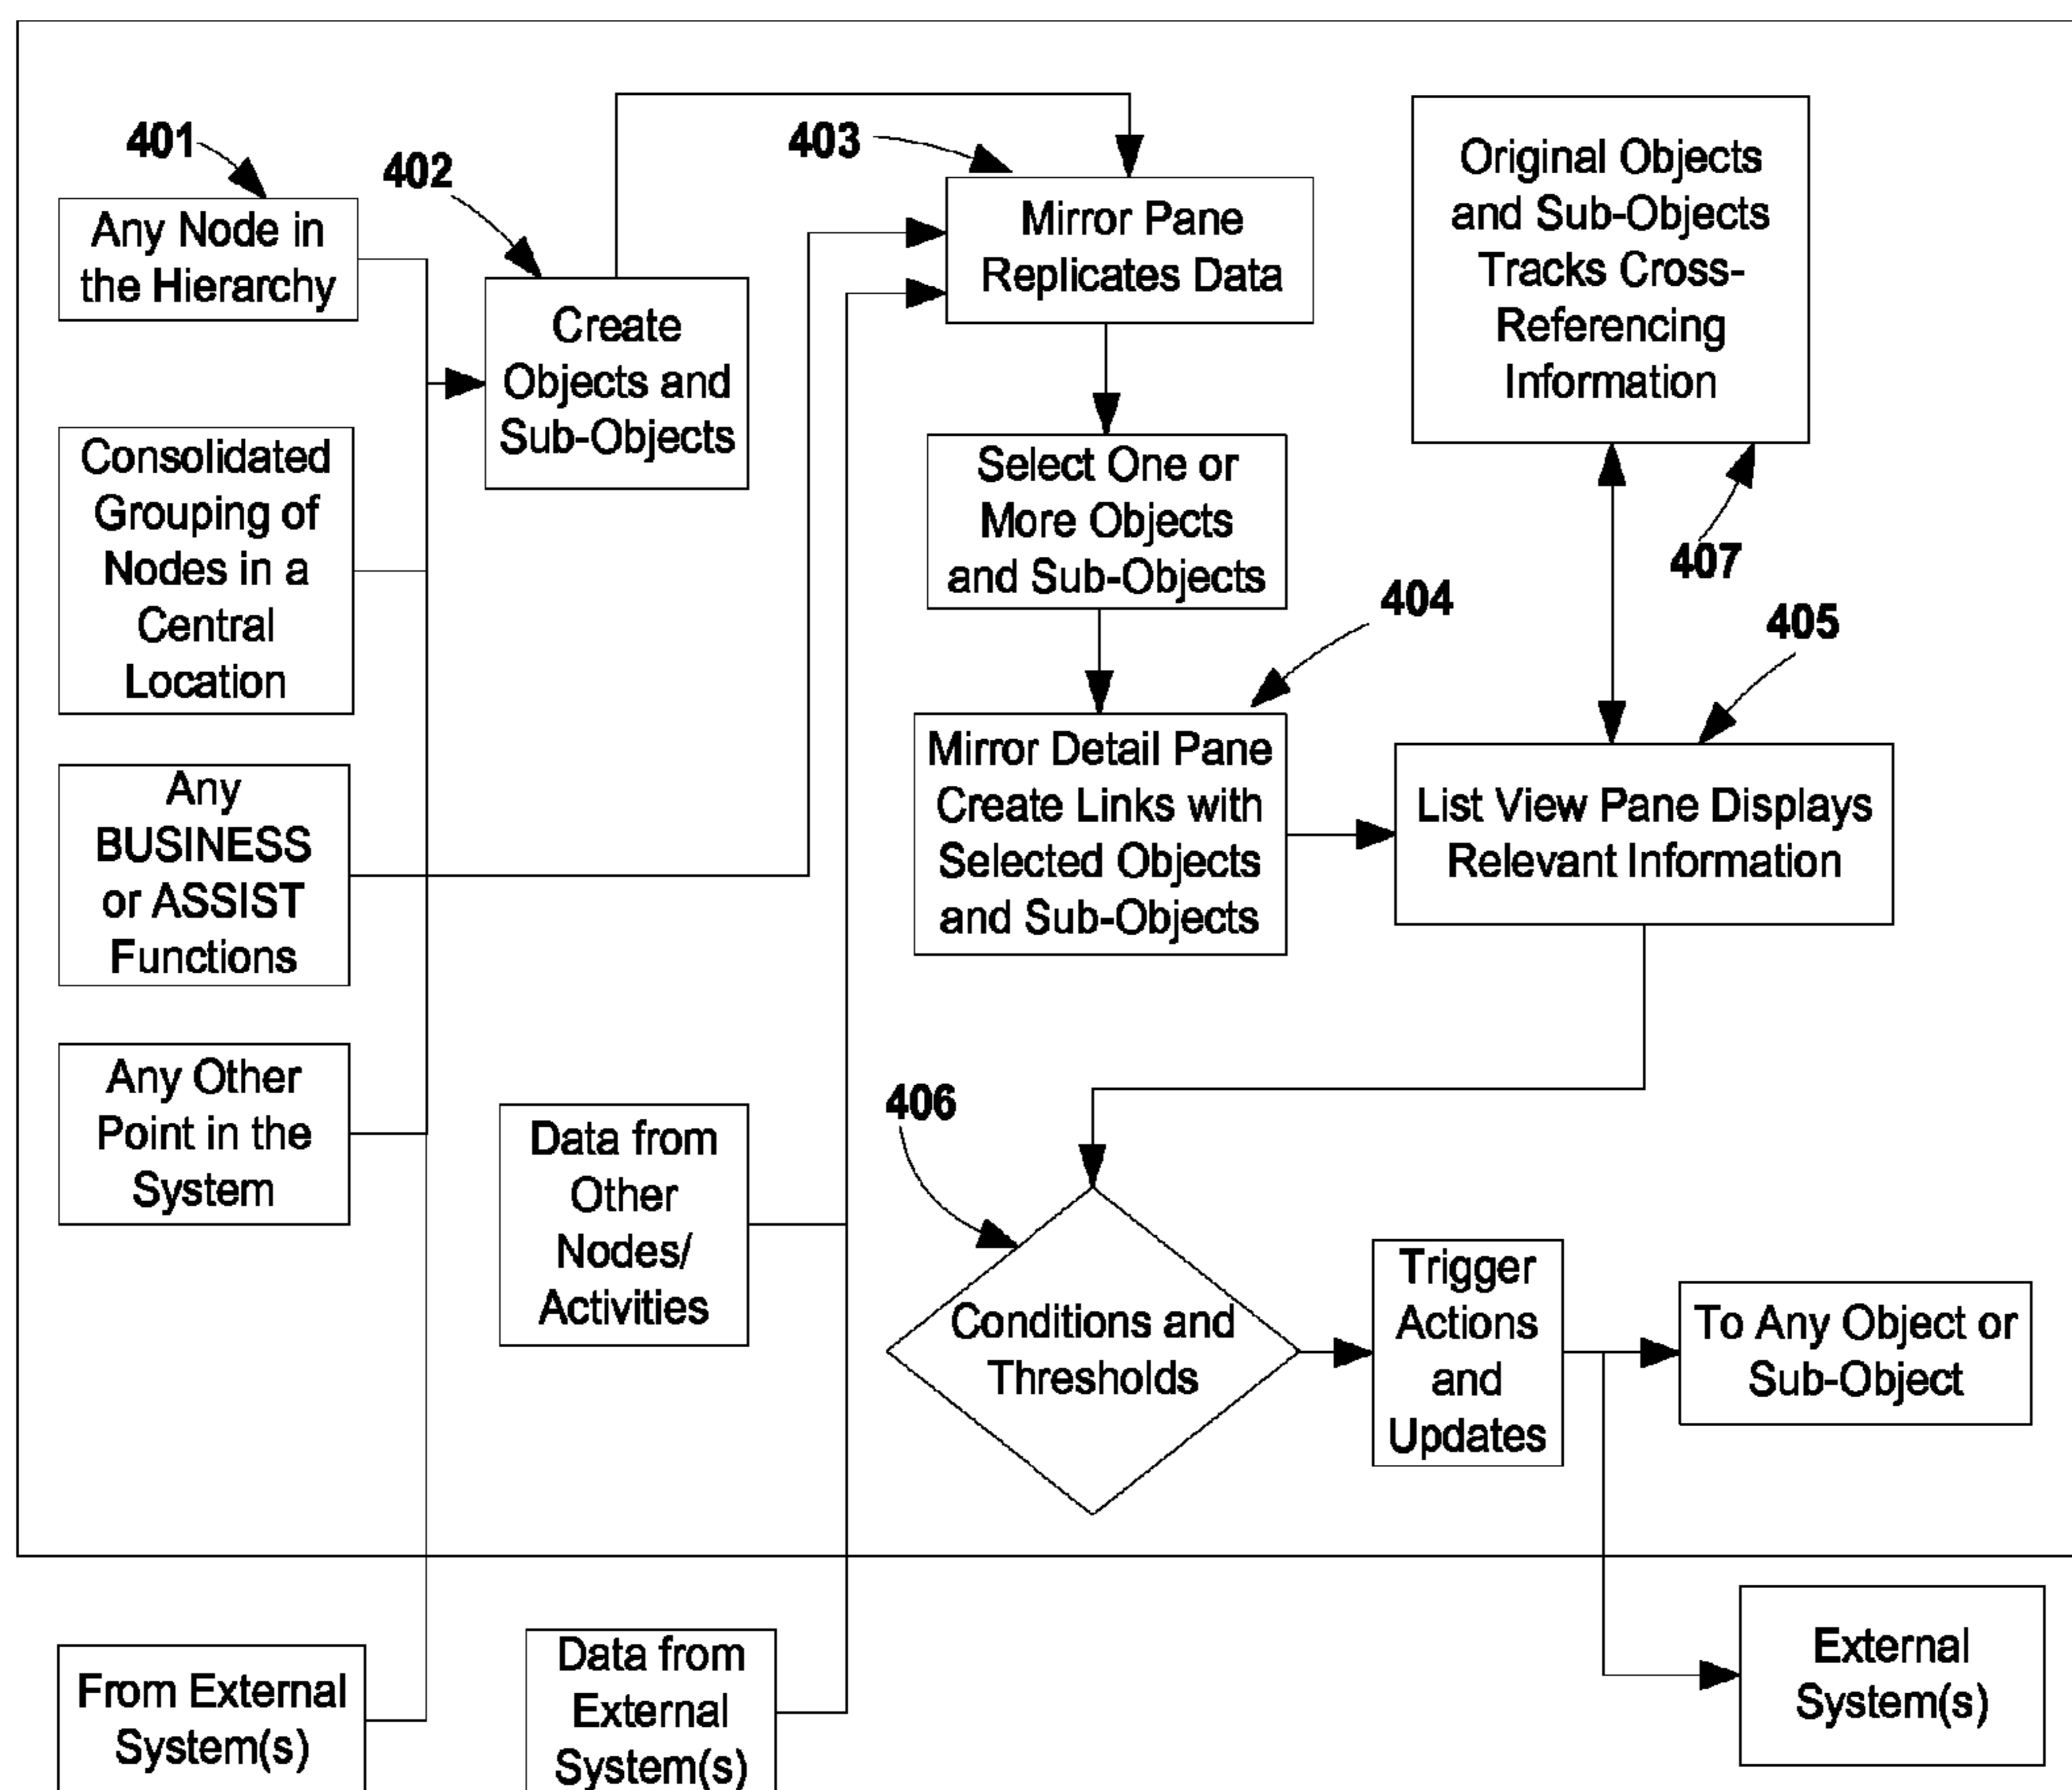 401
Any Node in
the Hierarchy
402
Create
Objects and
Sub-Objects
403
Mirror Pane
Replicates Data
Original Objects
and Sub-Objects
Tracks Cross-
Referencing
Information
407
Consolidated
Grouping of
Nodes in a
Central
Location
Select One or
More Objects
and Sub-Objects
404
405
Any
BUSINESS
or ASSIST
Functions
Mirror Detail Pane
Create Links with
Selected Objects
and Sub-Objects
List View Pane Displays
Relevant Information
Any Other
Point in the
System
Data from
Other
Nodes/
Activities
406
Conditions and
Thresholds
Trigger
Actions
and
Updates
To Any Object or
Sub-Object
From External
System(s)
Data from
External
System(s)
External
System(s)